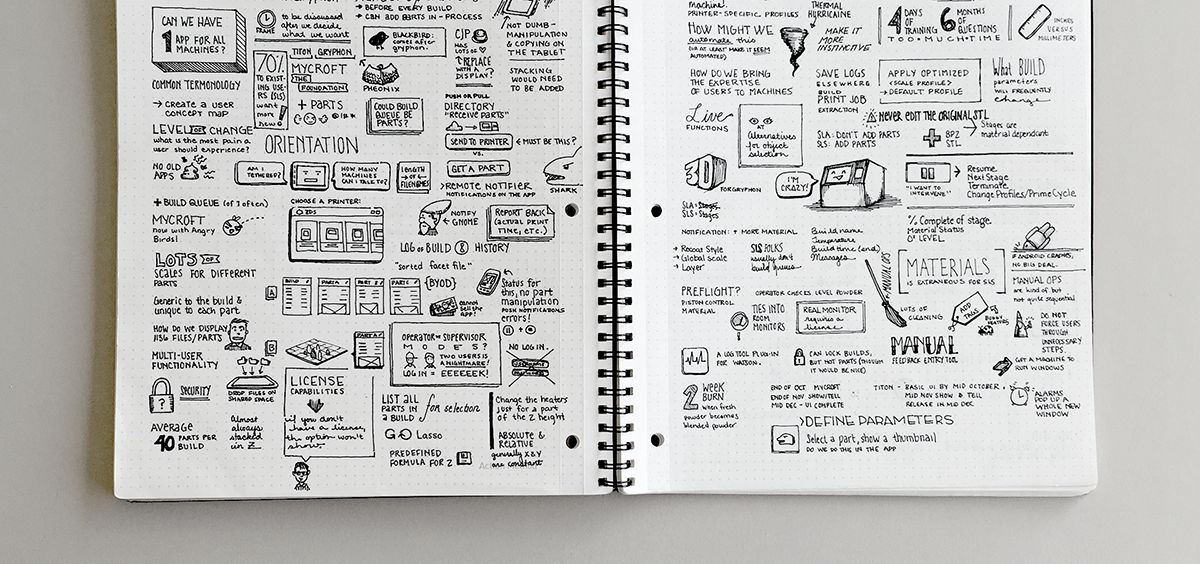 → BEFORE EVERY BUILD
→ CAN ADD PARTS IN-PROCESS
CAN WE HAVE
1 APP FOR ALL
MACHINES?
FRAME
to be discussed
after we decide
what we want
BLACKBIRD:
comes after
gryphon.
CJP
HAS
LOTS OF
↑ REPLACE
WITH A
DISPLAY?
NOT DUMB-
MANIPULATION
& COPYING ON
THE TABLET
STACKING
WOULD NEED
TO BE ADDED
COMMON TERMONOLOGY
→ create a user
concept map
70%
TO EXIST-
ING USE-
RS (SLS)
want
more
new!
TITON, GRYPHON,
MYCROFT
THE
FOUNDATION
PHEONIX
+ PARTS
COULD BUILD
QUEUE BE
PARTS?
PUSH OR PULL
DIRECTORY
"receive parts"
SEND TO PRINTER
VS.
GET A PART
MUST BE THIS?
SHARK
LEVEL OF CHANGE
what is the most pain a
user should experience?
ORIENTATION
NO OLD
APPS
AM I
TETHERED?
HOW MANY
MACHINES
CAN I TALK TO?
LENGTH
→ OF ←
FILENAMES
>REMOTE NOTIFIER
NOTIFICATIONS ON THE APP
+ BUILD QUEUE (of 1 often)
CHOOSE A PRINTER:
3DS
MYCROFT
now with Angry
Birds!
NOTIFY
GNOME
REPORT BACK
(ACTUAL PRINT
TIME, ETC.)
LOG OF BUILD & HISTORY
LOTS OF
SCALES FOR DIFFERENT
PARTS
"sorted facet file"
BUILD
PART A
PART B
PART C
{BYOD}
cannot
sell the
app!
Status for
this, no part
manipulation
PUSH NOTIFICATIONS
errors!
Generic to the build &
unique to each part
A
HOW DO WE DISPLAY
1156 FILES/PARTS
B
PART A
OPERATOR — SUPERVISOR
MODES?
TWO USERS IS
A NIGHTMARE!
LOG IN = EEEEEEK!
NO LOG IN.
MULTI-USER
FUNCTIONALITY
SECURITY
DROP FILES ON
SHARED SPACE
LICENSE
CAPABILITIES
if you don't
have a license,
the option won't
show.
LIST ALL
PARTS IN
A BUILD
for selection
GO Lasso
PREDEFINED
FORMULA FOR Z
Change the heaters
just for a part
of the Z height
ABSOLUTE &
RELATIVE
generally X&Y
are constant
AVERAGE
40 PARTS PER
BUILD
Almost
always
stacked
in Z
machine.
PRINTER-SPECIFIC PROFILES
THERMAL
HURRICAINE
HOW MIGHT WE
automate this
(OR AT LEAST MAKE IT SEEM
AUTOMATED)
MAKE IT
MORE
INSTINCTIVE
4 DAYS
OF
TRAINING
6 MONTHS
OF
QUESTIONS
TOO • MUCH • TIME
INCHES
VERSUS
MILLIMETERS
HOW DO WE BRING
THE EXPERTISE
OF USERS TO MACHINES
SAVE LOGS
ELSEWHERE
BUILD
PRINT JOB
EXTRACTION
APPLY OPTIMIZED
(SCALE PROFILE)
→ DEFAULT PROFILE
What BUILD
parameters
WILL FREQUENTLY
change
Live
FUNCTIONS
AT
Alternatives
for object
selection
NEVER EDIT THE ORIGINAL STL
SLA: DON'T ADD PARTS
SLS: ADD PARTS
BPZ
STL
Stages are
material dependant
3D
FOR GRYPHON
I'M
CRAZY!
"I WANT TO
INTERVENE"
Resume
Next Stage
Terminate
Change Profiles/Prime Cycle
SLA: Stages
SLS: Stages
NOTIFICATION: + MORE MATERIAL
Build name
Temperature
Build time (end)
Messages
% Complete of stage.
Material Status
O² LEVEL
IF ANDROID CRASHES,
NO BIG DEAL.
→ Recoat Style
→ Global scale
→ Layer
SLS FOLKS
usually don't
build queues
MANUAL OPS
MATERIALS
IS EXTRANEOUS FOR SLS
MANUAL OPS
are kind of but
not quite sequential
PREFLIGHT?
PISTON CONTROL
MATERIAL
OPERATOR CHECKS LEVEL POWDER
TIES INTO
ROOM
MONITORS
REAL MONITOR
requires a
license
LOTS OF
CLEANING
ADD
TAGS
BUGGY
HEATERS
DO NOT
FORCE USERS
THROUGH
UNNECESSARY
STEPS.
MANUAL
FEEDBACK ENTRY TOOL
A LOG TOOL PLUG-IN
FOR WATSON.
CAN LOCK BUILDS,
BUT NOT PARTS (THOUGH
IT WOULD BE NICE)
GET A MACHINE TO
RUN WINDOWS
2 WEEK
BURN
when fresh
powder becomes
blended powder
END OF OCT MYCROFT
END OF NOV SHOW/TELL
MID DEC - UI COMPLETE
TITON - BASIC UI BY MID OCTOBER
MID NOV SHOW & TELL
RELEASE IN MID DEC
ALARMS
POP UP A
WHOLE NEW
WINDOW
>DEFINE PARAMETERS
Select a part, show a thumbnail
DO WE DO THIS IN THE APP